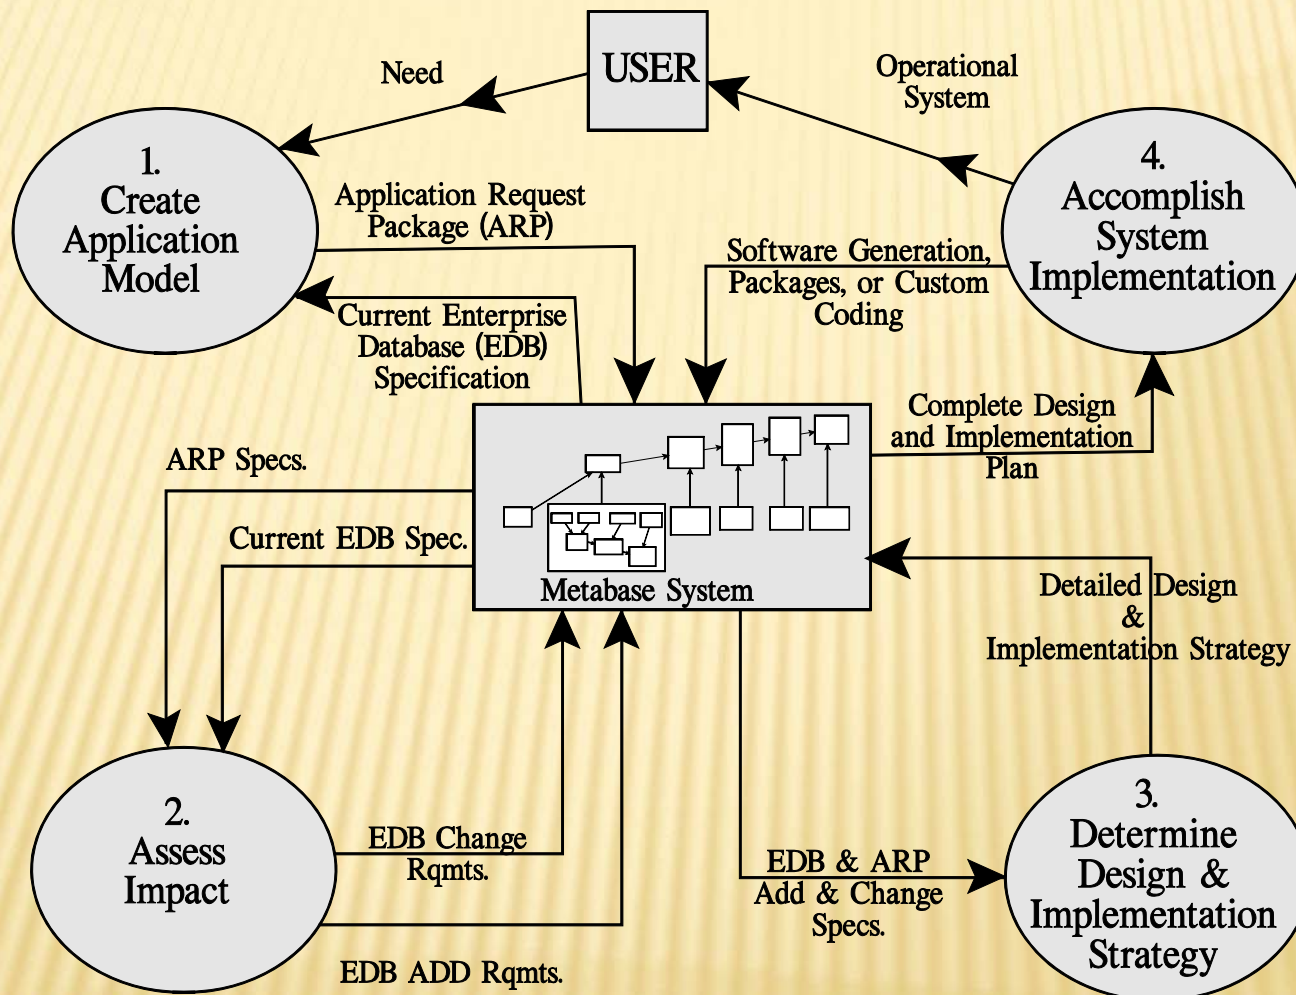 USER
Need
Operational
System
1.
Create
Application
Model
Application Request
Package (ARP)
Current Enterprise
Database (EDB)
Specification
4.
Accomplish
System
Implementation
Software Generation,
Packages, or Custom
Coding
Complete Design
and Implementation
Plan
ARP Specs.
Current EDB Spec.
Metabase System
Detailed Design
&
Implementation Strategy
2.
Assess
Impact
EDB Change
Rqmts.
EDB ADD Rqmts.
EDB & ARP
Add & Change
Specs.
3.
Determine
Design &
Implementation
Strategy